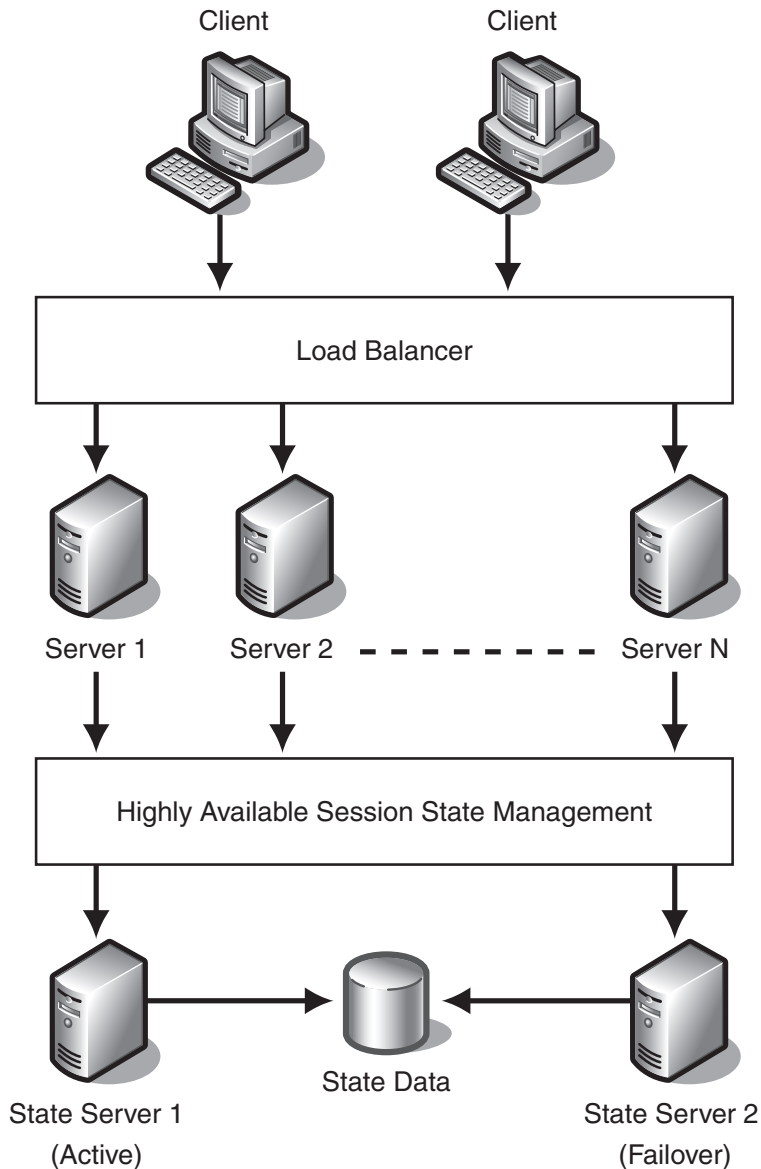 Client
Client
Load Balancer
Server 1
Server 2
Server N
Highly Available Session State Management
State Data
State Server 1
(Active)
State Server 2
(Failover)